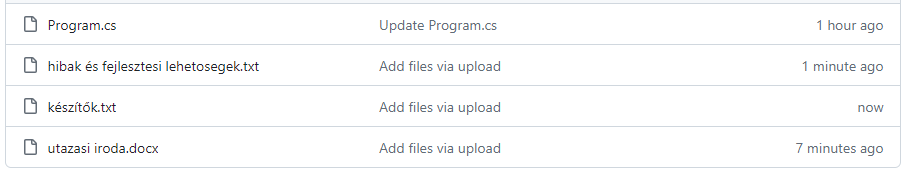 Program.cs Update Program.cs 1 hour ago
hibak és fejlesztesi lehetosegek.txt Add files via upload 1 minute ago
készítők.txt Add files via upload now
utazasi iroda.docx Add files via upload 7 minutes ago